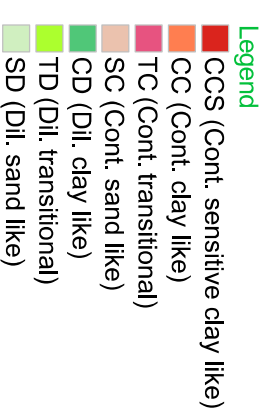 Legend
CCS (Cont. sensitive clay like)
CC (Cont. clay like)
TC (Cont. transitional)
SC (Cont. sand like)
CD (Dil. clay like)
TD (Dil. transitional)
SD (Dil. sand like)